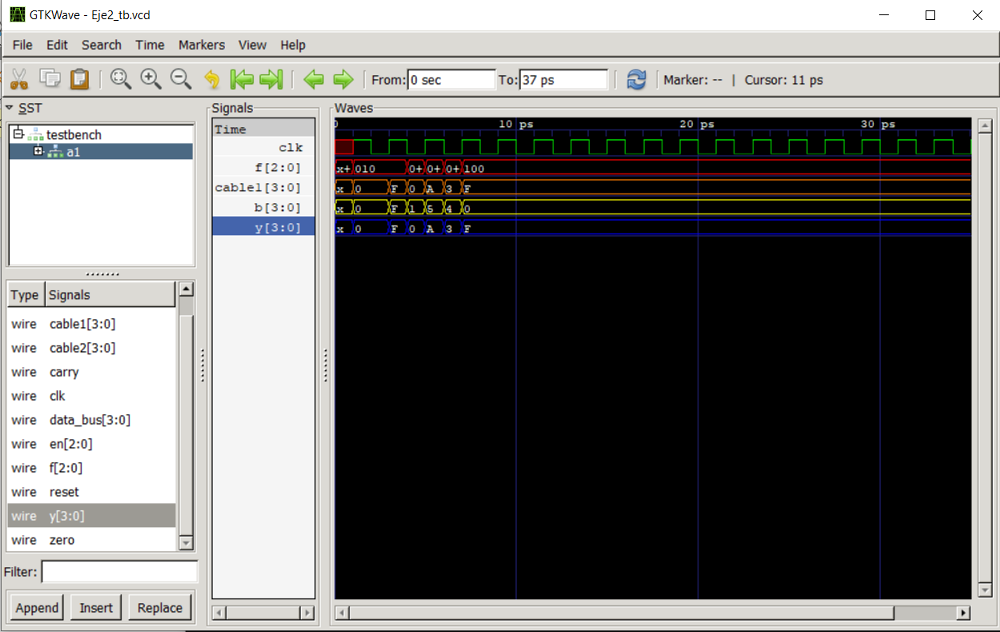 GTKWave - Eje2_tb.vcd
File Edit Search Time Markers View Help
From: 0 sec To: 37 ps Marker: -- | Cursor: 11 ps
SST
testbench
a1
Type Signals
wire cable1[3:0]
wire cable2[3:0]
wire carry
wire clk
wire data_bus[3:0]
wire en[2:0]
wire f[2:0]
wire reset
wire y[3:0]
wire zero
Filter:
Append Insert Replace
Signals
Time
clk
f[2:0]
cable1[3:0]
b[3:0]
y[3:0]
Waves
0 10 ps 20 ps 30 ps
x+ 010 0+ 0+ 0+ 100
x 0 F 0 A 3 F
x 0 F 1 5 4 0
x 0 F 0 A 3 F